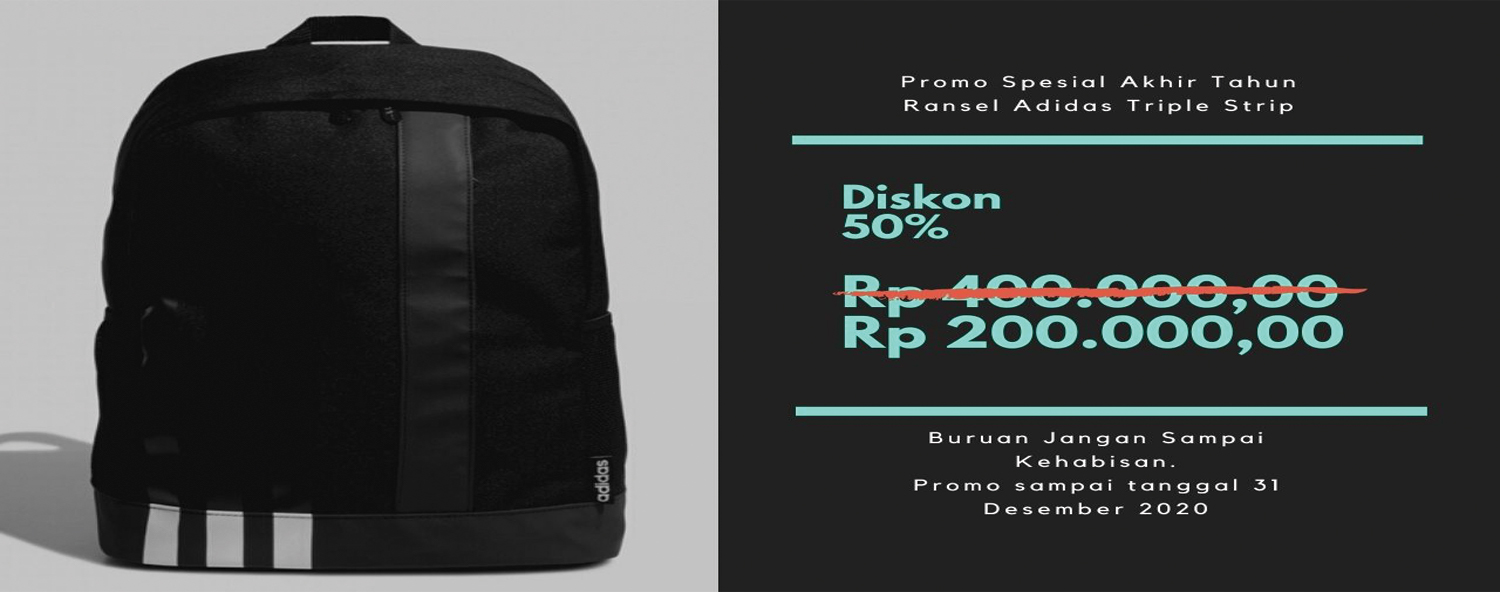 adidas
Promo Spesial Akhir Tahun
Ransel Adidas Triple Strip
Diskon
50%
Rp 400.000,00
Rp 200.000,00
Buruan Jangan Sampai
Kehabisan.
Promo sampai tanggal 31
Desember 2020